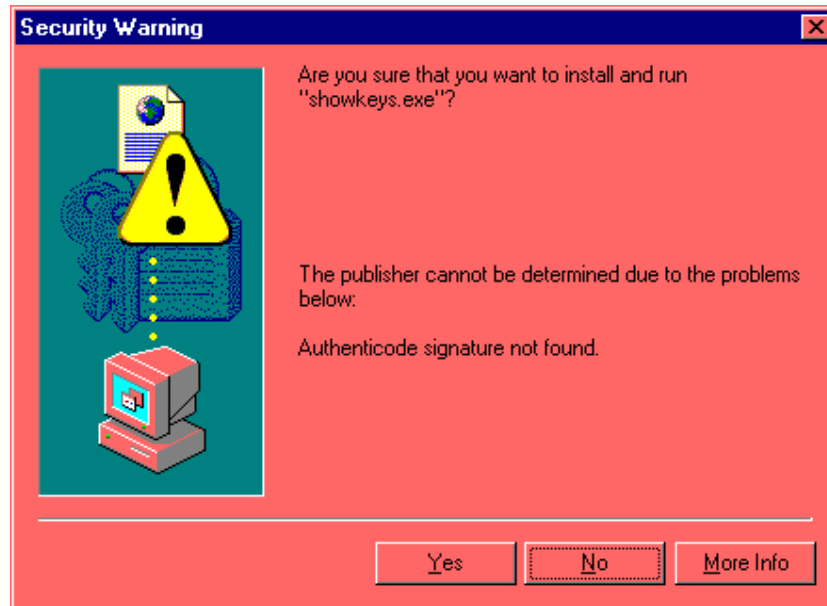 Security Warning
Are you sure that you want to install and run
"showkeys.exe"?
The publisher cannot be determined due to the problems
below:
Authenticode signature not found.
Yes
No
More Info